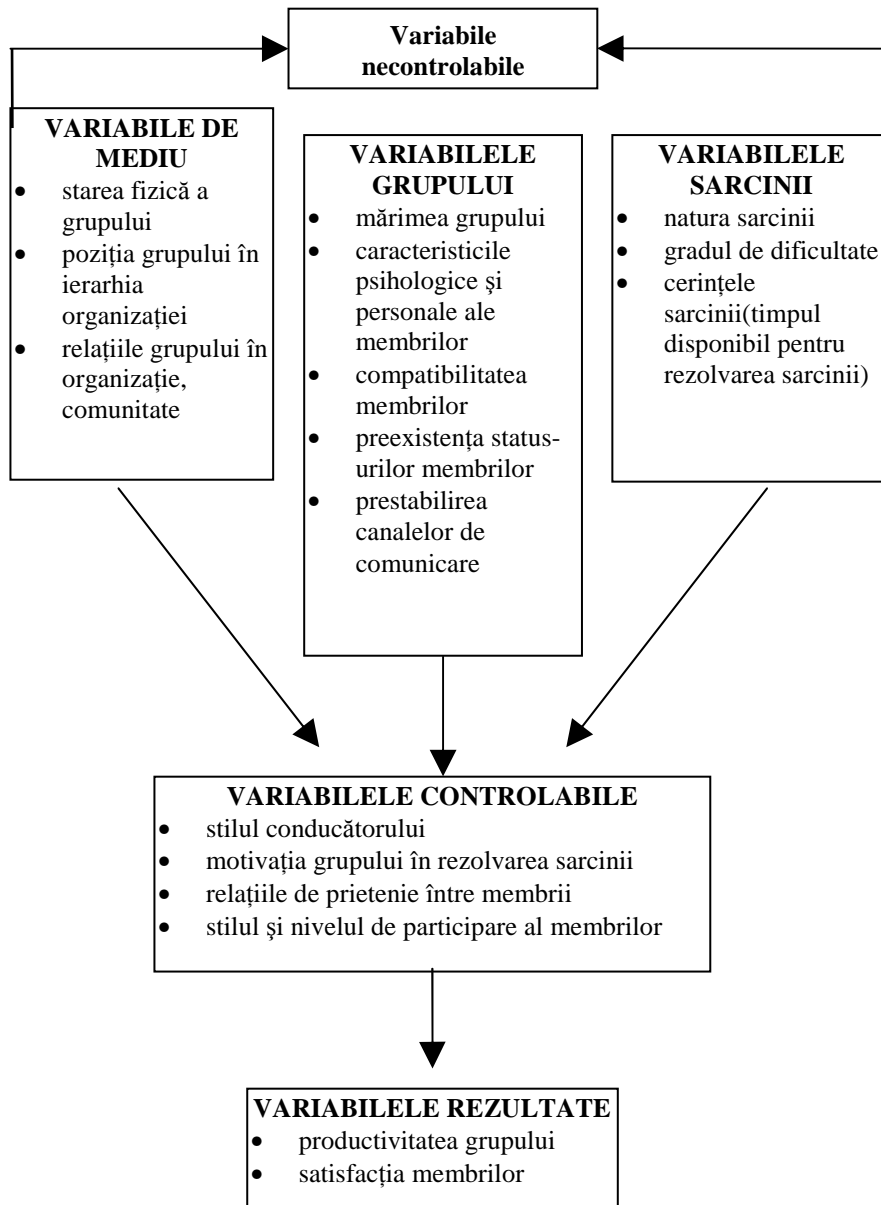 Variabile
necontrolabile
VARIABILE DE
MEDIU
• starea fizică a
grupului
• poziția grupului în
ierarhia
organizației
• relațiile grupului în
organizație,
comunitate
VARIABILELE
GRUPULUI
• mărimea grupului
• caracteristicile
psihologice şi
personale ale
membrilor
• compatibilitatea
membrilor
• preexistența status-
urilor membrilor
• prestabilirea
canalelor de
comunicare
VARIABILELE
SARCINII
• natura sarcinii
• gradul de dificultate
• cerințele
sarcinii(timpul
disponibil pentru
rezolvarea sarcinii)
VARIABILELE CONTROLABILE
• stilul conducătorului
• motivația grupului în rezolvarea sarcinii
• relațiile de prietenie între membrii
• stilul şi nivelul de participare al membrilor
VARIABILELE REZULTATE
• productivitatea grupului
• satisfacția membrilor